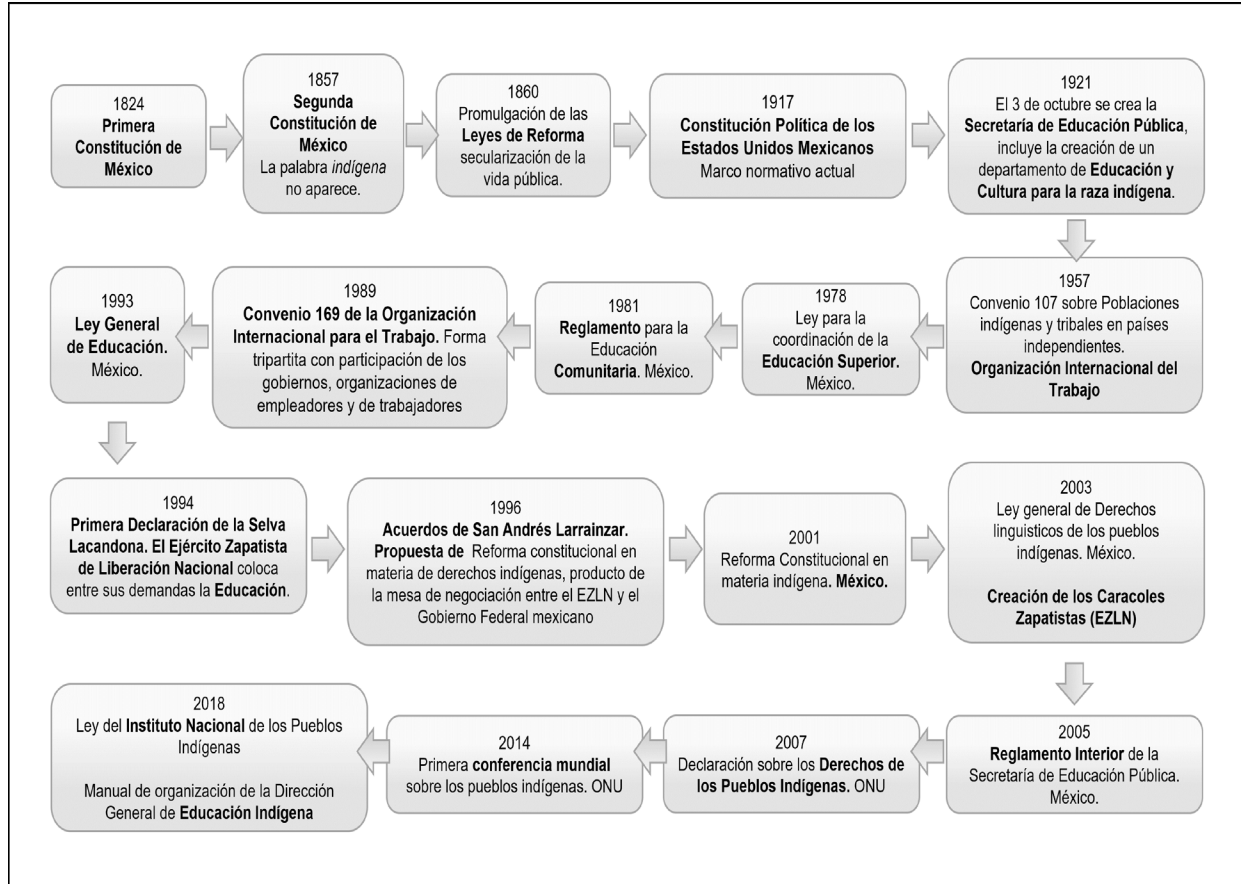 1824
Primera
Constitución de
México
1857
Segunda
Constitución de
México
La palabra indígena
no aparece.
1860
Promulgación de las
Leyes de Reforma
secularización de la
vida pública.
1917
Constitución Política de los
Estados Unidos Mexicanos
Marco normativo actual
1921
El 3 de octubre se crea la
Secretaría de Educación Pública,
incluye la creación de un
departamento de Educación y
Cultura para la raza indígena.
1957
Convenio 107 sobre Poblaciones
indígenas y tribales en países
independientes.
Organización Internacional del
Trabajo
1978
Ley para la
coordinación de la
Educación Superior.
México.
1981
Reglamento para la
Educación
Comunitaria. México.
1989
Convenio 169 de la Organización
Internacional para el Trabajo. Forma
tripartita con participación de los
gobiernos, organizaciones de
empleadores y de trabajadores
1993
Ley General
de Educación.
México.
1994
Primera Declaración de la Selva
Lacandona. El Ejército Zapatista
de Liberación Nacional coloca
entre sus demandas la Educación.
1996
Acuerdos de San Andrés Larrainzar.
Propuesta de Reforma constitucional en
materia de derechos indígenas, producto de
la mesa de negociación entre el EZLN y el
Gobierno Federal mexicano
2001
Reforma Constitucional en
materia indígena. México.
2003
Ley general de Derechos
linguisticos de los pueblos
indígenas. México.
Creación de los Caracoles
Zapatistas (EZLN)
2005
Reglamento Interior de la
Secretaría de Educación Pública.
México.
2007
Declaración sobre los Derechos de
los Pueblos Indígenas. ONU
2014
Primera conferencia mundial
sobre los pueblos indígenas. ONU
2018
Ley del Instituto Nacional de los Pueblos
Indígenas
Manual de organización de la Dirección
General de Educación Indígena